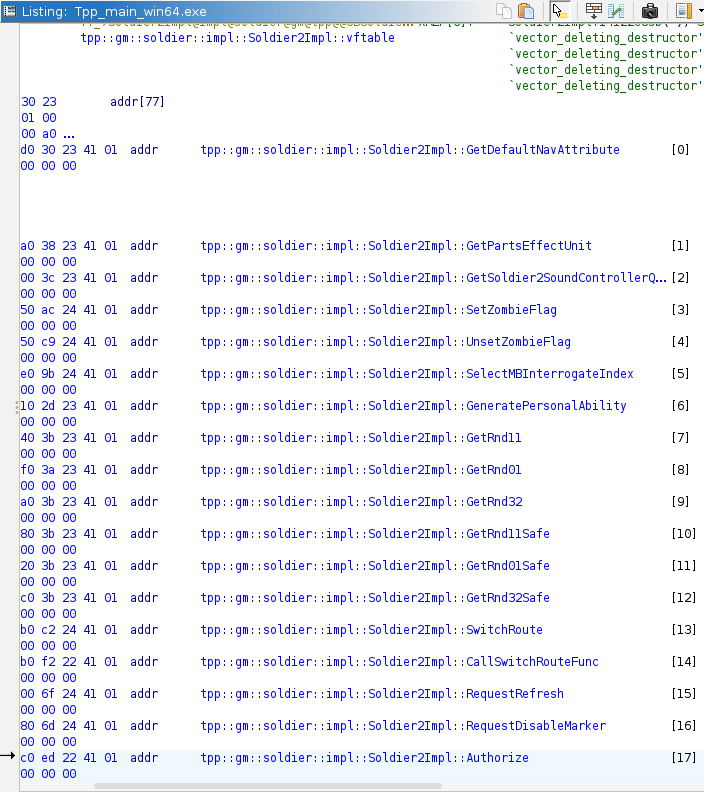 Listing: Tpp_main_win64.exe
tpp::gm::soldier::impl::Soldier2Impl::vftable `vector_deleting_destructor'
`vector_deleting_destructor'
`vector_deleting_destructor'
`vector_deleting_destructor'
30 23 addr[77]
01 00
00 a0 ...
d0 30 23 41 01 addr tpp::gm::soldier::impl::Soldier2Impl::GetDefaultNavAttribute [0]
00 00 00
a0 38 23 41 01 addr tpp::gm::soldier::impl::Soldier2Impl::GetPartsEffectUnit [1]
00 00 00
00 3c 23 41 01 addr tpp::gm::soldier::impl::Soldier2Impl::GetSoldier2SoundControllerQ... [2]
00 00 00
50 ac 24 41 01 addr tpp::gm::soldier::impl::Soldier2Impl::SetZombieFlag [3]
00 00 00
50 c9 24 41 01 addr tpp::gm::soldier::impl::Soldier2Impl::UnsetZombieFlag [4]
00 00 00
e0 9b 24 41 01 addr tpp::gm::soldier::impl::Soldier2Impl::SelectMBInterrogateIndex [5]
00 00 00
10 2d 23 41 01 addr tpp::gm::soldier::impl::Soldier2Impl::GeneratePersonalAbility [6]
00 00 00
40 3b 23 41 01 addr tpp::gm::soldier::impl::Soldier2Impl::GetRnd11 [7]
00 00 00
f0 3a 23 41 01 addr tpp::gm::soldier::impl::Soldier2Impl::GetRnd01 [8]
00 00 00
a0 3b 23 41 01 addr tpp::gm::soldier::impl::Soldier2Impl::GetRnd32 [9]
00 00 00
80 3b 23 41 01 addr tpp::gm::soldier::impl::Soldier2Impl::GetRnd11Safe [10]
00 00 00
20 3b 23 41 01 addr tpp::gm::soldier::impl::Soldier2Impl::GetRnd01Safe [11]
00 00 00
c0 3b 23 41 01 addr tpp::gm::soldier::impl::Soldier2Impl::GetRnd32Safe [12]
00 00 00
b0 c2 24 41 01 addr tpp::gm::soldier::impl::Soldier2Impl::SwitchRoute [13]
00 00 00
b0 f2 22 41 01 addr tpp::gm::soldier::impl::Soldier2Impl::CallSwitchRouteFunc [14]
00 00 00
00 6f 24 41 01 addr tpp::gm::soldier::impl::Soldier2Impl::RequestRefresh [15]
00 00 00
80 6d 24 41 01 addr tpp::gm::soldier::impl::Soldier2Impl::RequestDisableMarker [16]
00 00 00
c0 ed 22 41 01 addr tpp::gm::soldier::impl::Soldier2Impl::Authorize [17]
00 00 00